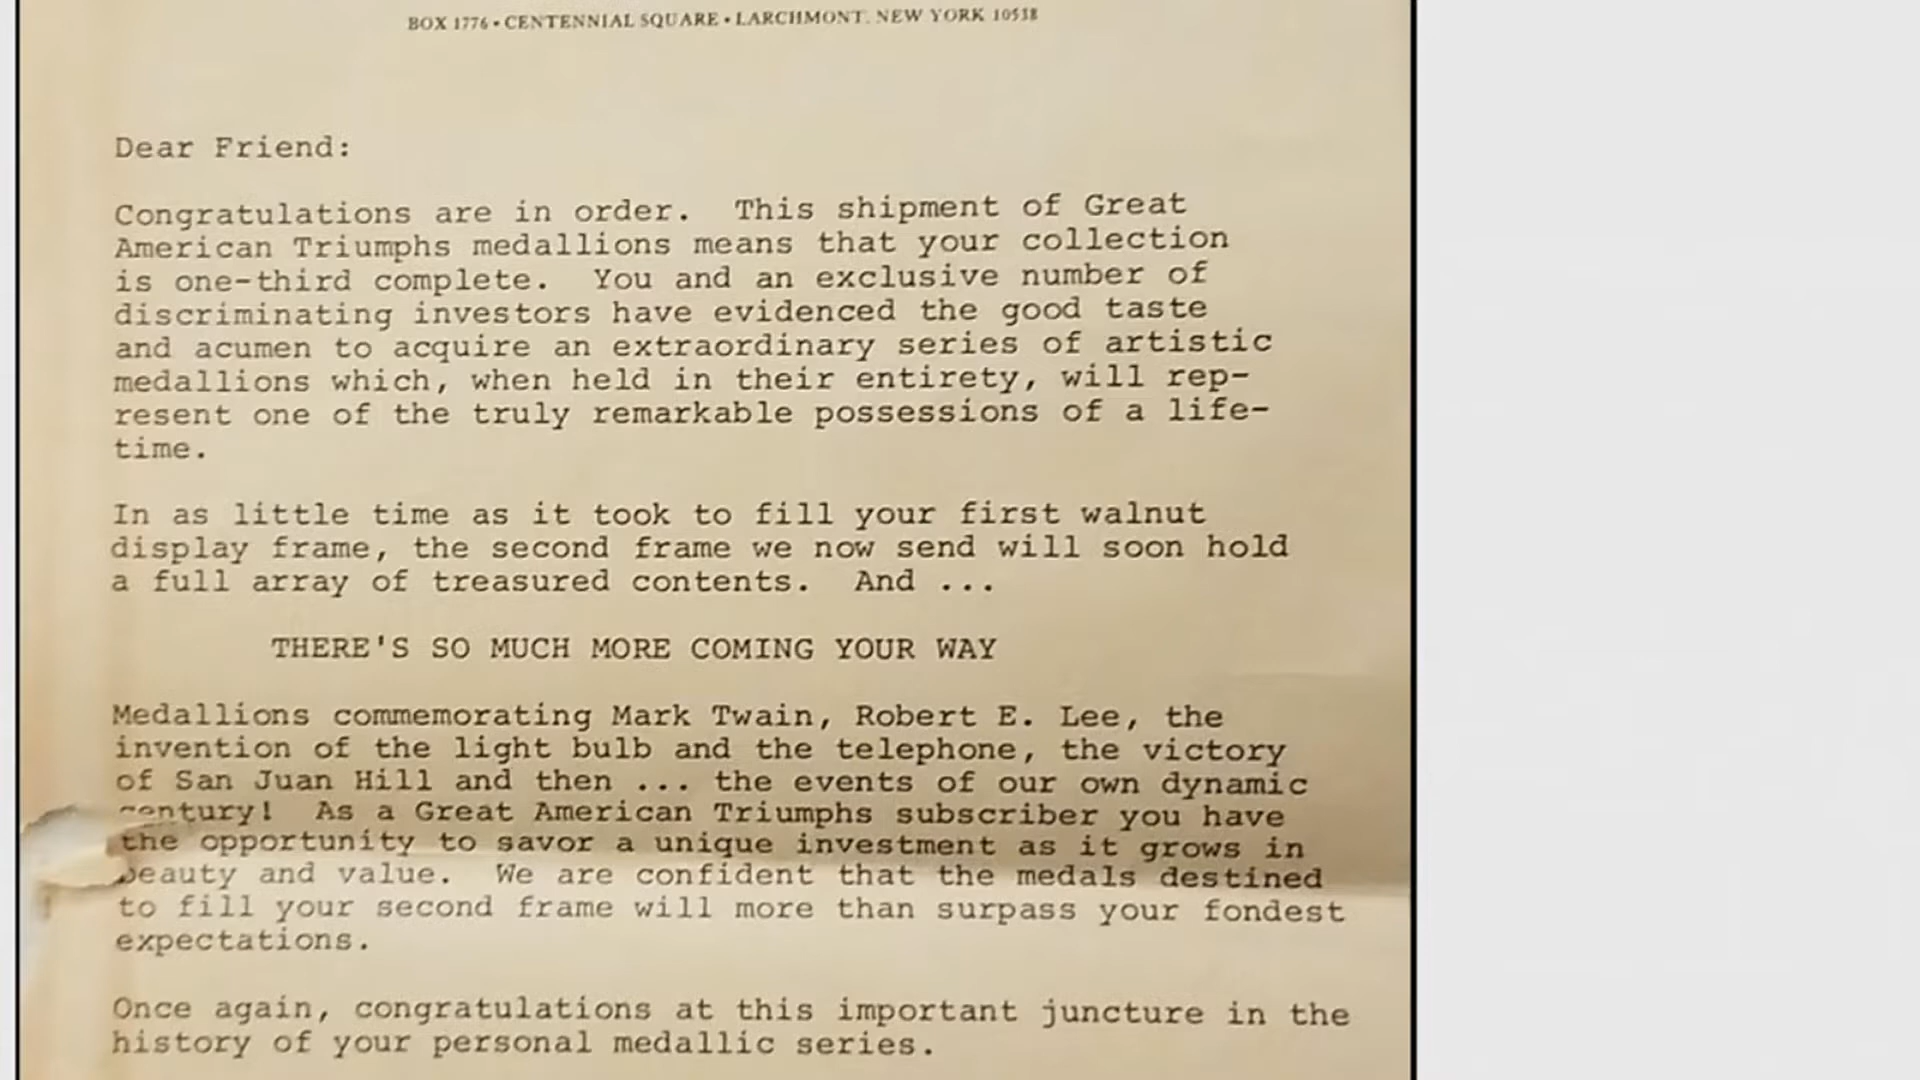 BOX 1776 • CENTENNIAL SQUARE • LARCHMONT, NEW YORK 10538
Dear Friend:
Congratulations are in order. This shipment of Great
American Triumphs medallions means that your collection
is one-third complete. You and an exclusive number of
discriminating investors have evidenced the good taste
and acumen to acquire an extraordinary series of artistic
medallions which, when held in their entirety, will rep-
resent one of the truly remarkable possessions of a life-
time.
In as little time as it took to fill your first walnut
display frame, the second frame we now send will soon hold
a full array of treasured contents. And ...
THERE'S SO MUCH MORE COMING YOUR WAY
Medallions commemorating Mark Twain, Robert E. Lee, the
invention of the light bulb and the telephone, the victory
of San Juan Hill and then ... the events of our own dynamic
century! As a Great American Triumphs subscriber you have
the opportunity to savor a unique investment as it grows in
beauty and value. We are confident that the medals destined
to fill your second frame will more than surpass your fondest
expectations.
Once again, congratulations at this important juncture in the
history of your personal medallic series.